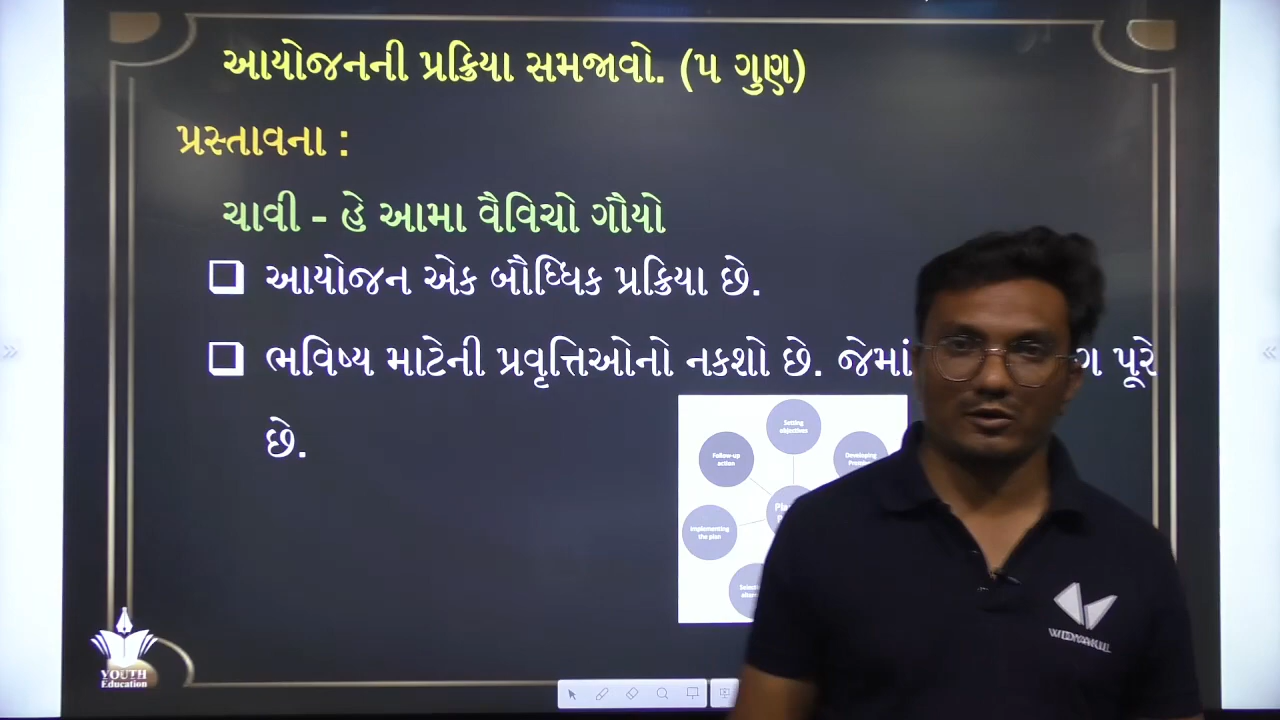 આયોજનની પ્રક્રિયા સમજાવો. (૫ ગુણ)
પ્રસ્તાવના :
ચાવી - હે આમા વૈવિચો ગૌયો
આયોજન એક બૌધ્ધિક પ્રક્રિયા છે.
ભવિષ્ય માટેની પ્રવૃત્તિઓનો નકશો છે. જેમાં પૂરે
છે.
Setting
objectives
Follow-up
action
Developing
Implementing
the plan
YOUTH
Education